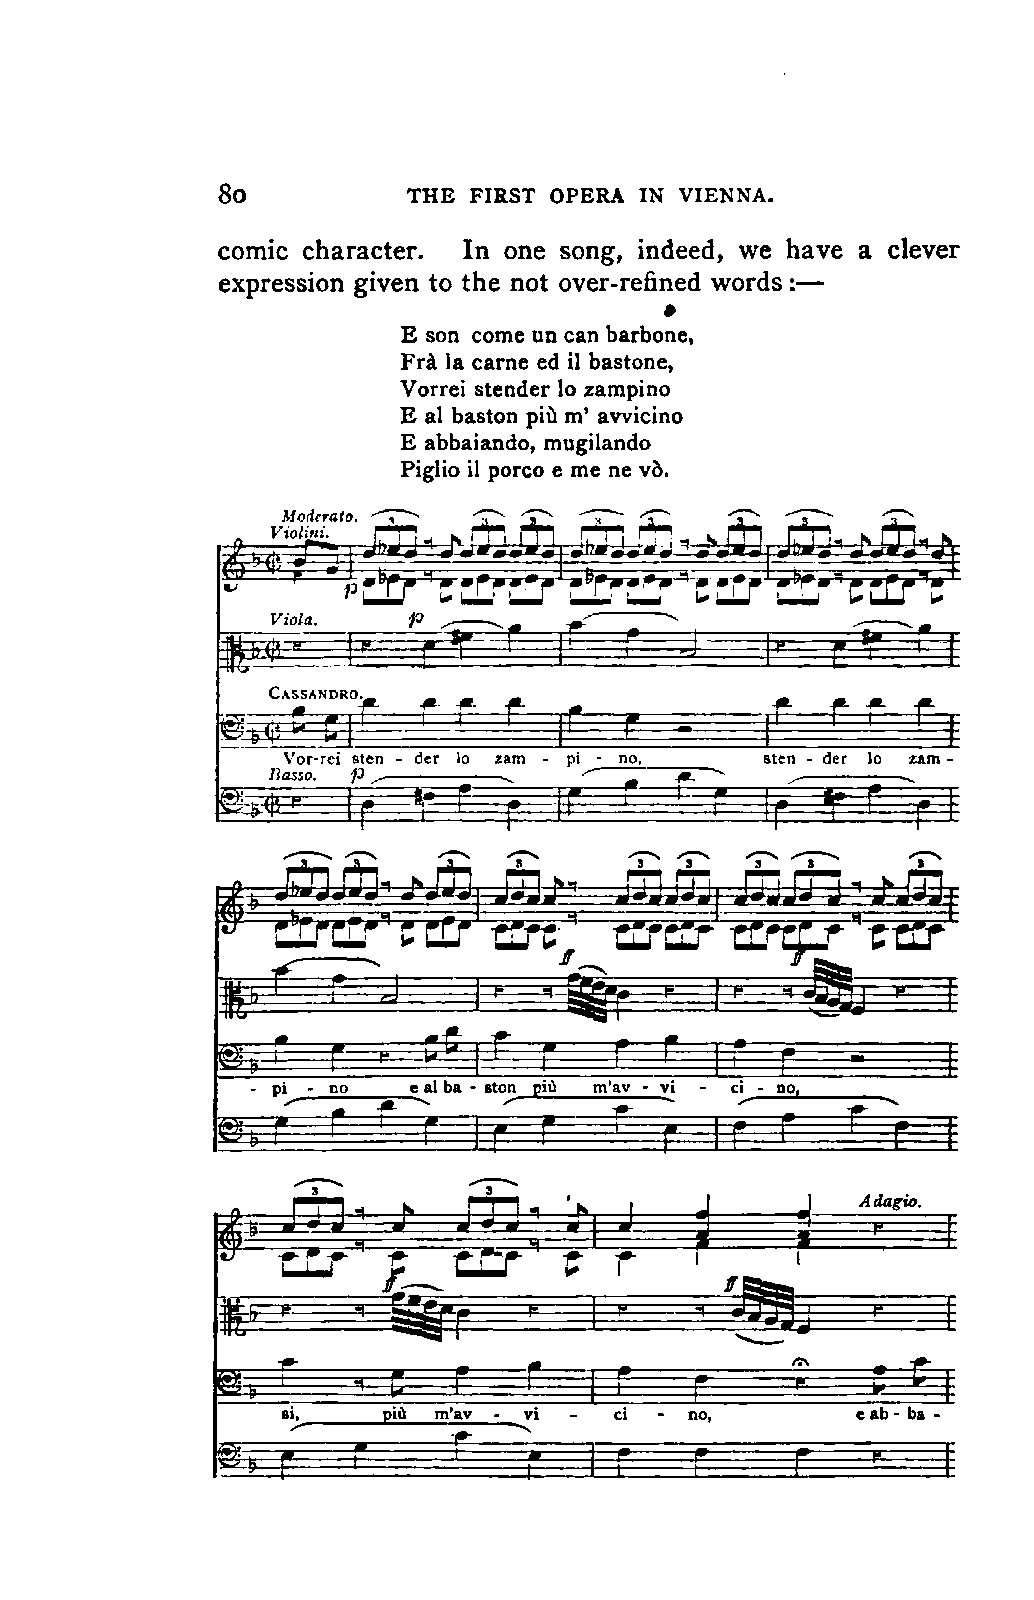 80 THE FIRST OPERA IN VIENNA.
comic character. In one song, indeed, we have a clever
expression given to the not over-refined words :—
E son come un can barbone,
Frà la carne ed il bastone,
Vorrei stender lo zampino
E al baston più m' avvicino
E abbaiando, mugilando
Piglio il porco e me ne vò.
Moderato.
Violini.
p
Viola. p
CASSANDRO.
Vor-rei sten - der lo zam - pi - no, sten - der lo zam -
Basso. p
ff ff
- pi - no e al ba - ston più m'av - vi - ci - no,
Adagio.
ff ff
si, più m'av - vi - ci - no, e ab - ba -